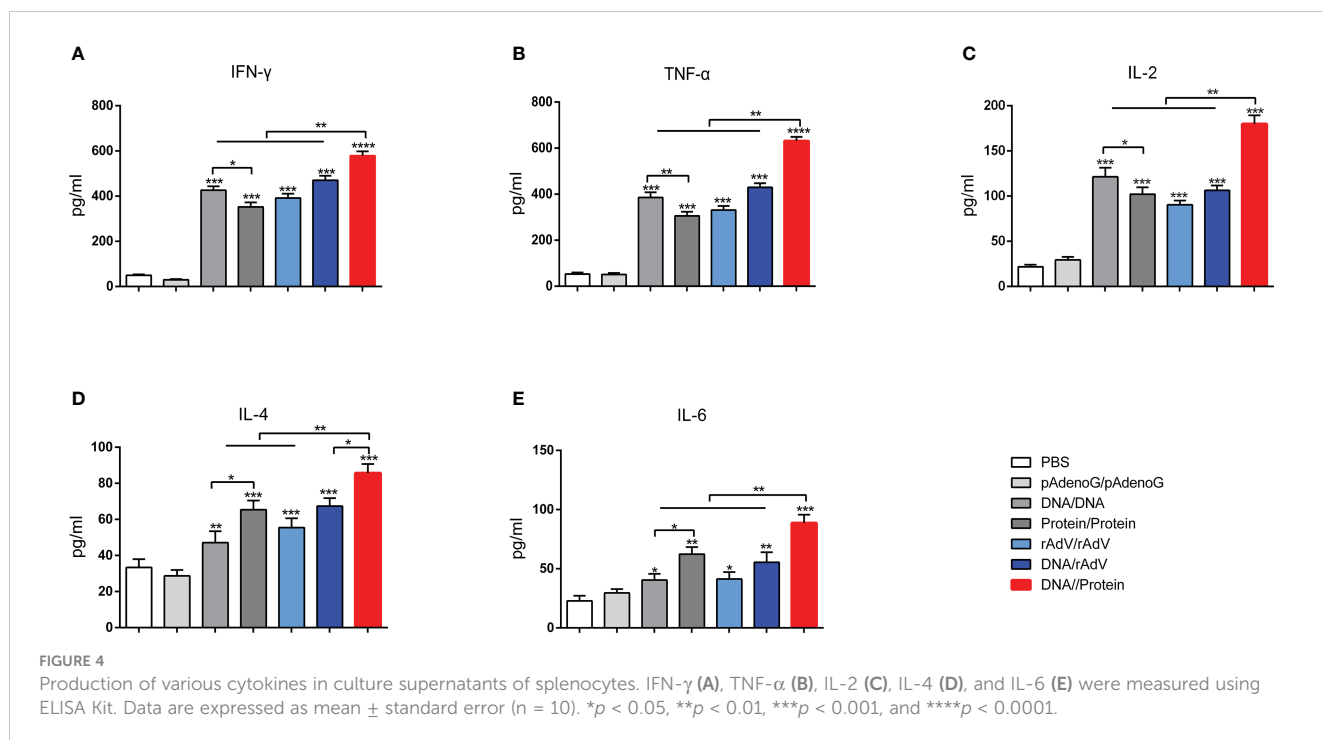 A
IFN-γ
pg/ml
800
600
400
200
0
*** *** *** *** ****
*
**
B
TNF-α
pg/ml
800
600
400
200
0
*** *** *** *** ****
**
**
C
IL-2
pg/ml
200
150
100
50
0
*** *** *** *** ***
*
**
D
IL-4
pg/ml
100
80
60
40
20
0
** *** *** *** ***
*
**
*
E
IL-6
pg/ml
150
100
50
0
* ** * ** ***
*
**
PBS
pAdenoG/pAdenoG
DNA/DNA
Protein/Protein
rAdV/rAdV
DNA/rAdV
DNA//Protein
FIGURE 4
Production of various cytokines in culture supernatants of splenocytes. IFN-γ (A), TNF-α (B), IL-2 (C), IL-4 (D), and IL-6 (E) were measured using
ELISA Kit. Data are expressed as mean ± standard error (n = 10). *p < 0.05, **p < 0.01, ***p < 0.001, and ****p < 0.0001.